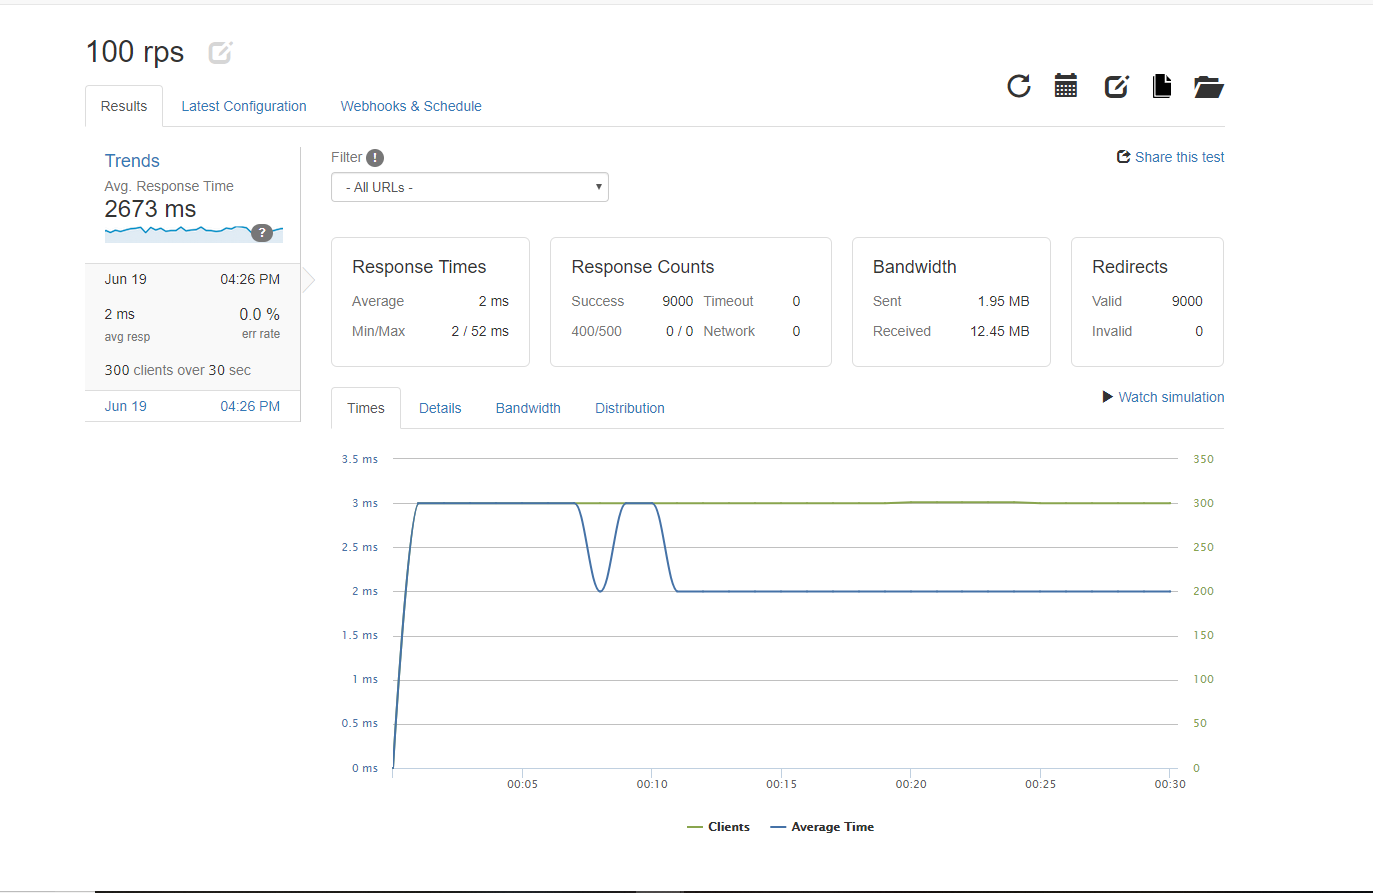 100 rps
Results Latest Configuration Webhooks & Schedule
Trends
Avg. Response Time
2673 ms
?
Jun 19 04:26 PM
2 ms 0.0 %
avg resp err rate
300 clients over 30 sec
Jun 19 04:26 PM
Filter !
- All URLs -
Share this test
Response Times
Average 2 ms
Min/Max 2 / 52 ms
Response Counts
Success 9000 Timeout 0
400/500 0 / 0 Network 0
Bandwidth
Sent 1.95 MB
Received 12.45 MB
Redirects
Valid 9000
Invalid 0
Times Details Bandwidth Distribution
Watch simulation
3.5 ms 350
3 ms 300
2.5 ms 250
2 ms 200
1.5 ms 150
1 ms 100
0.5 ms 50
0 ms 0
00:05 00:10 00:15 00:20 00:25 00:30
Clients Average Time